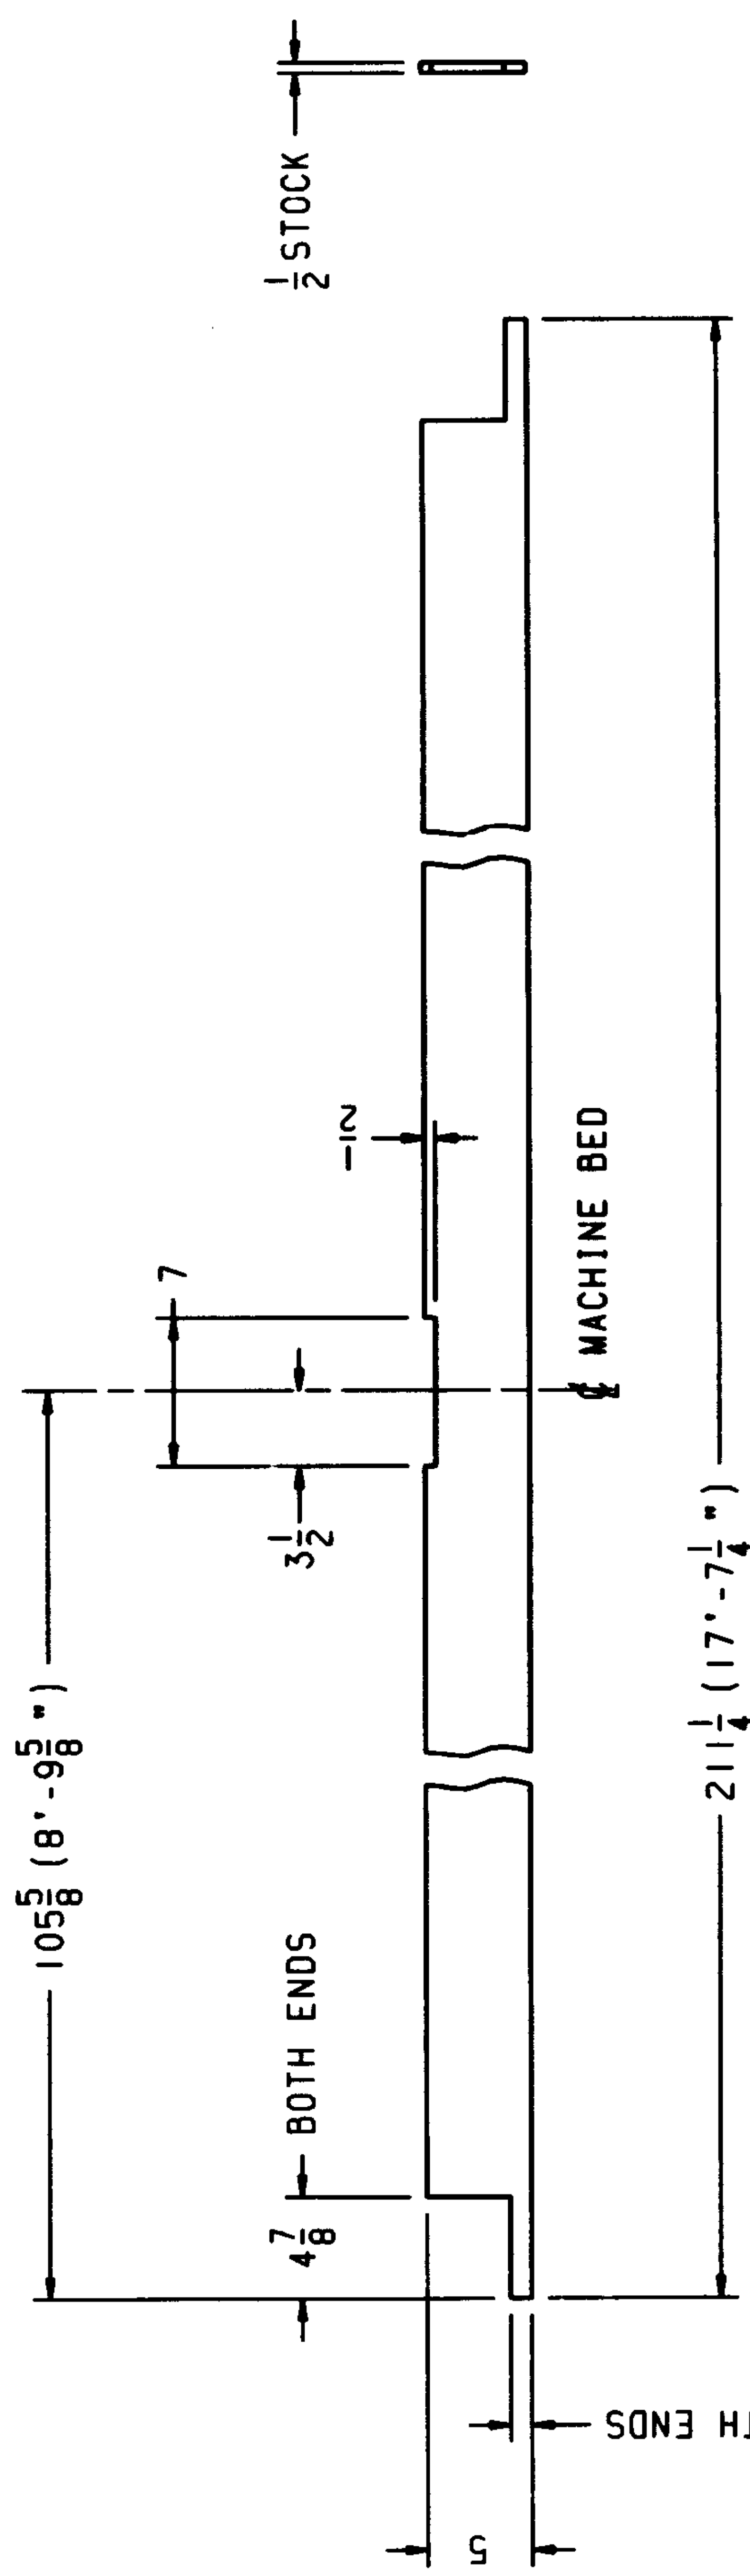 1/2 STOCK
105 5/8 (8'-9 5/8")
7
3 1/2
1/2
4 7/8 BOTH ENDS
℄ MACHINE BED
211 1/4 (17'-7 1/4")
5
ENDS